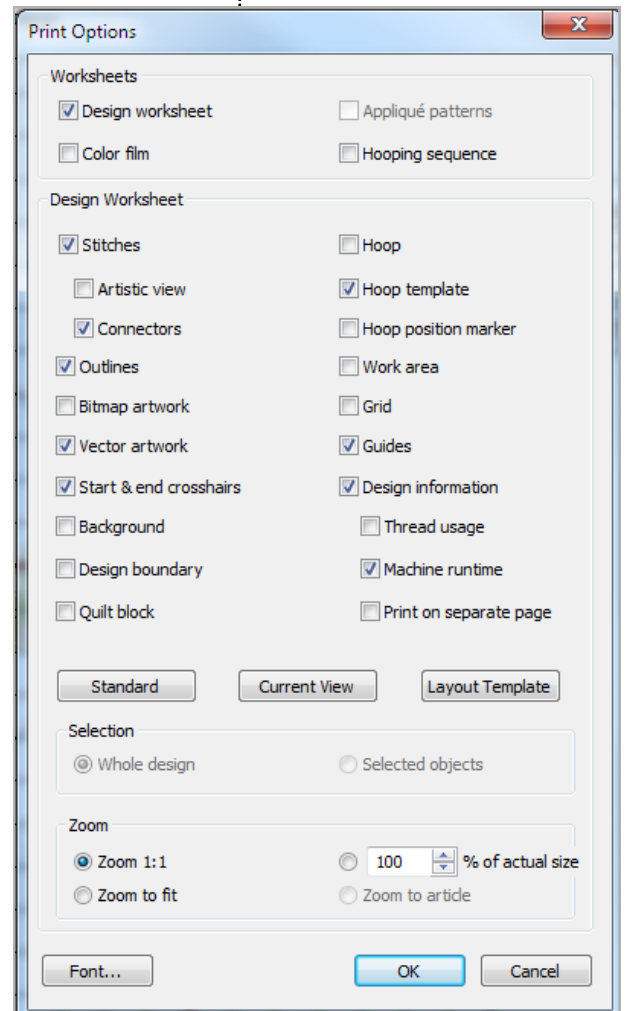 Print Options
Worksheets
Design worksheet Appliqué patterns
Color film Hooping sequence
Design Worksheet
Stitches Hoop
Artistic view Hoop template
Connectors Hoop position marker
Outlines Work area
Bitmap artwork Grid
Vector artwork Guides
Start & end crosshairs Design information
Background Thread usage
Design boundary Machine runtime
Quilt block Print on separate page
Standard Current View Layout Template
Selection
Whole design Selected objects
Zoom
Zoom 1:1 100 % of actual size
Zoom to fit Zoom to article
Font... OK Cancel